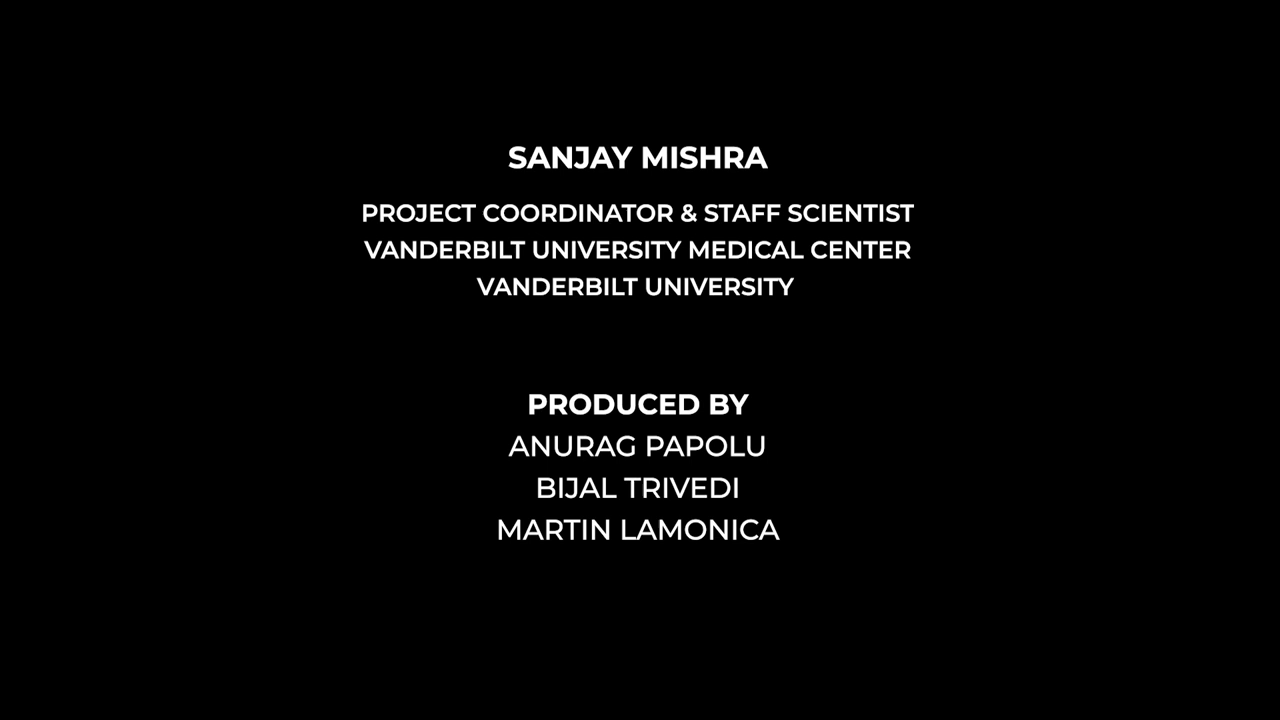 SANJAY MISHRA
PROJECT COORDINATOR & STAFF SCIENTIST
VANDERBILT UNIVERSITY MEDICAL CENTER
VANDERBILT UNIVERSITY
PRODUCED BY
ANURAG PAPOLU
BIJAL TRIVEDI
MARTIN LAMONICA